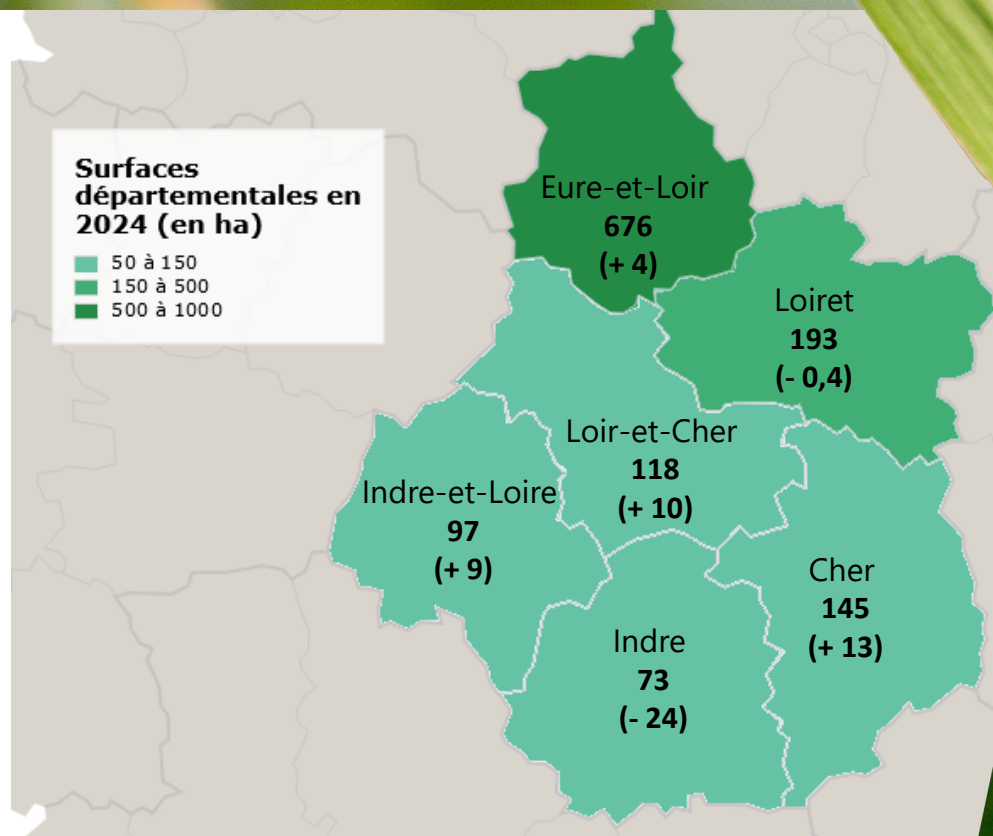 Surfaces
départementales en
2024 (en ha)
50 à 150
150 à 500
500 à 1000
Eure-et-Loir
676
(+ 4)
Loiret
193
(- 0,4)
Loir-et-Cher
118
(+ 10)
Indre-et-Loire
97
(+ 9)
Cher
145
(+ 13)
Indre
73
(- 24)